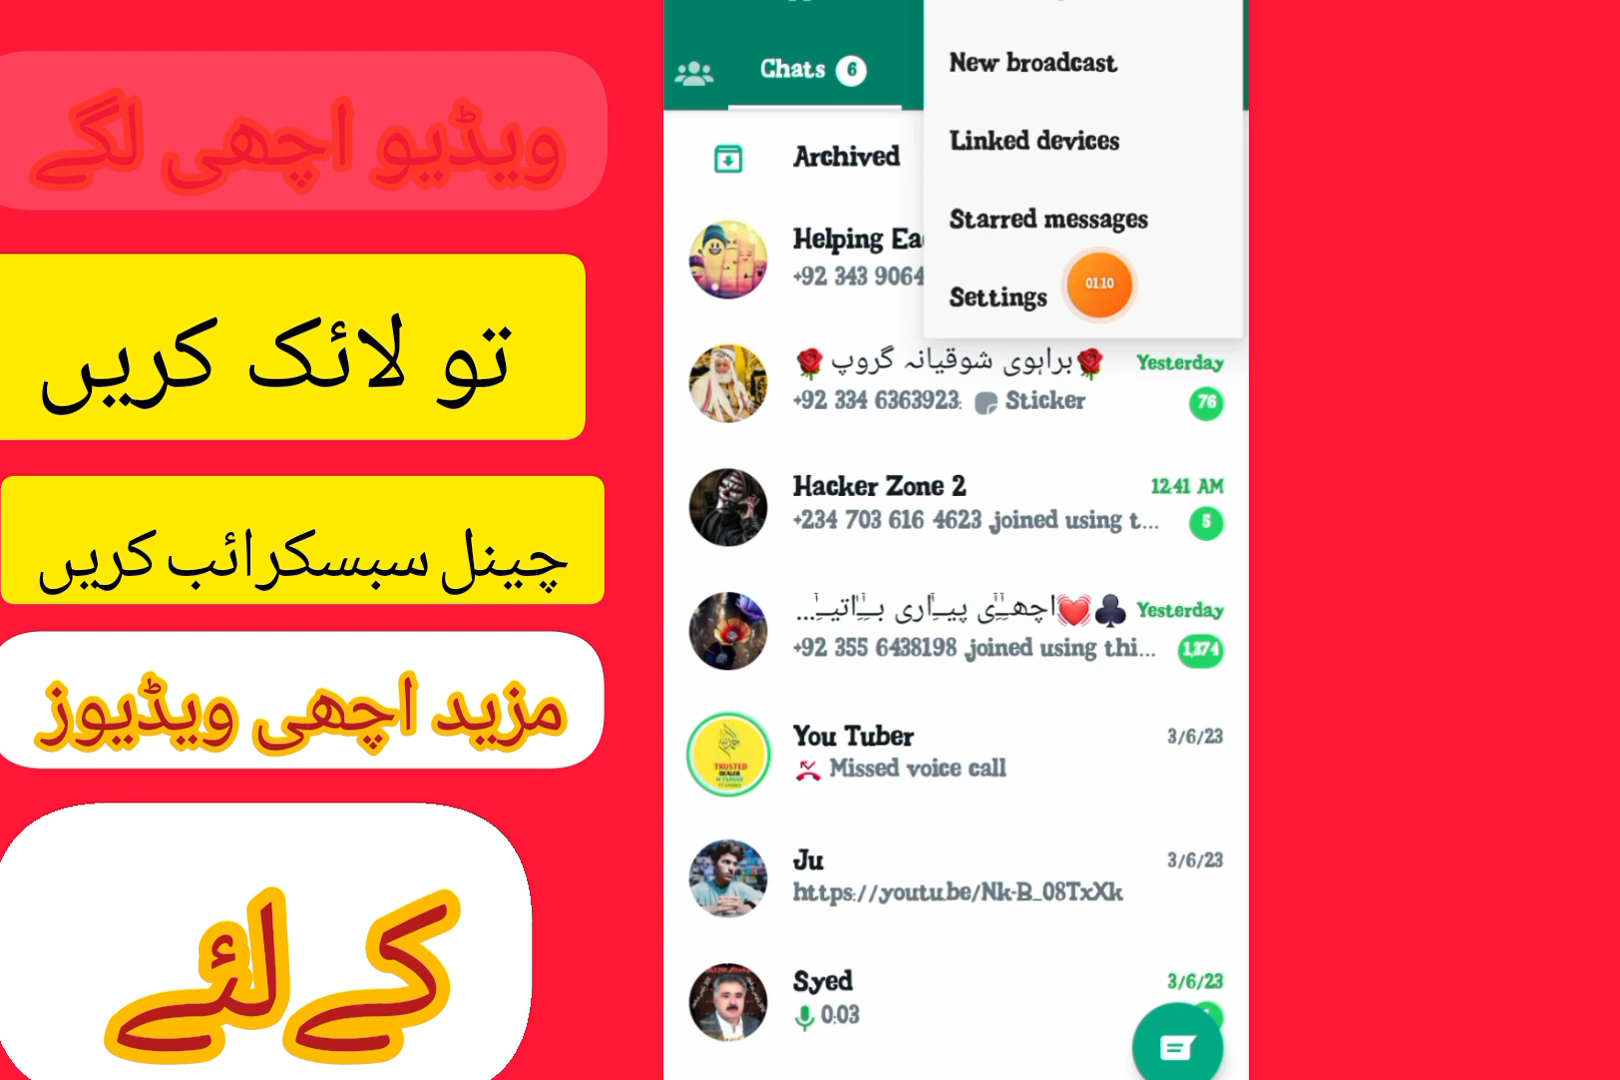 ویڈیو اچھی لگے
تو لائک کریں
چینل سبسکرائب کریں
مزید اچھی ویڈیوز
کے لئے
Chats 6
New broadcast
Linked devices
Starred messages
Settings
01:10
Archived
Helping Ea
+92 343 9064
🌹براہوی شوقیانہ گروپ🌹
Yesterday
+92 334 6363923: Sticker
76
Hacker Zone 2
12:41 AM
+234 703 616 4623 joined using t...
5
Yesterday
+92 355 6438198 joined using thi...
1,374
You Tuber
3/6/23
Missed voice call
TRUSTED
DEALER
Ju
3/6/23
https://youtu.be/Nk-B_08TxXk
Syed
3/6/23
0:03